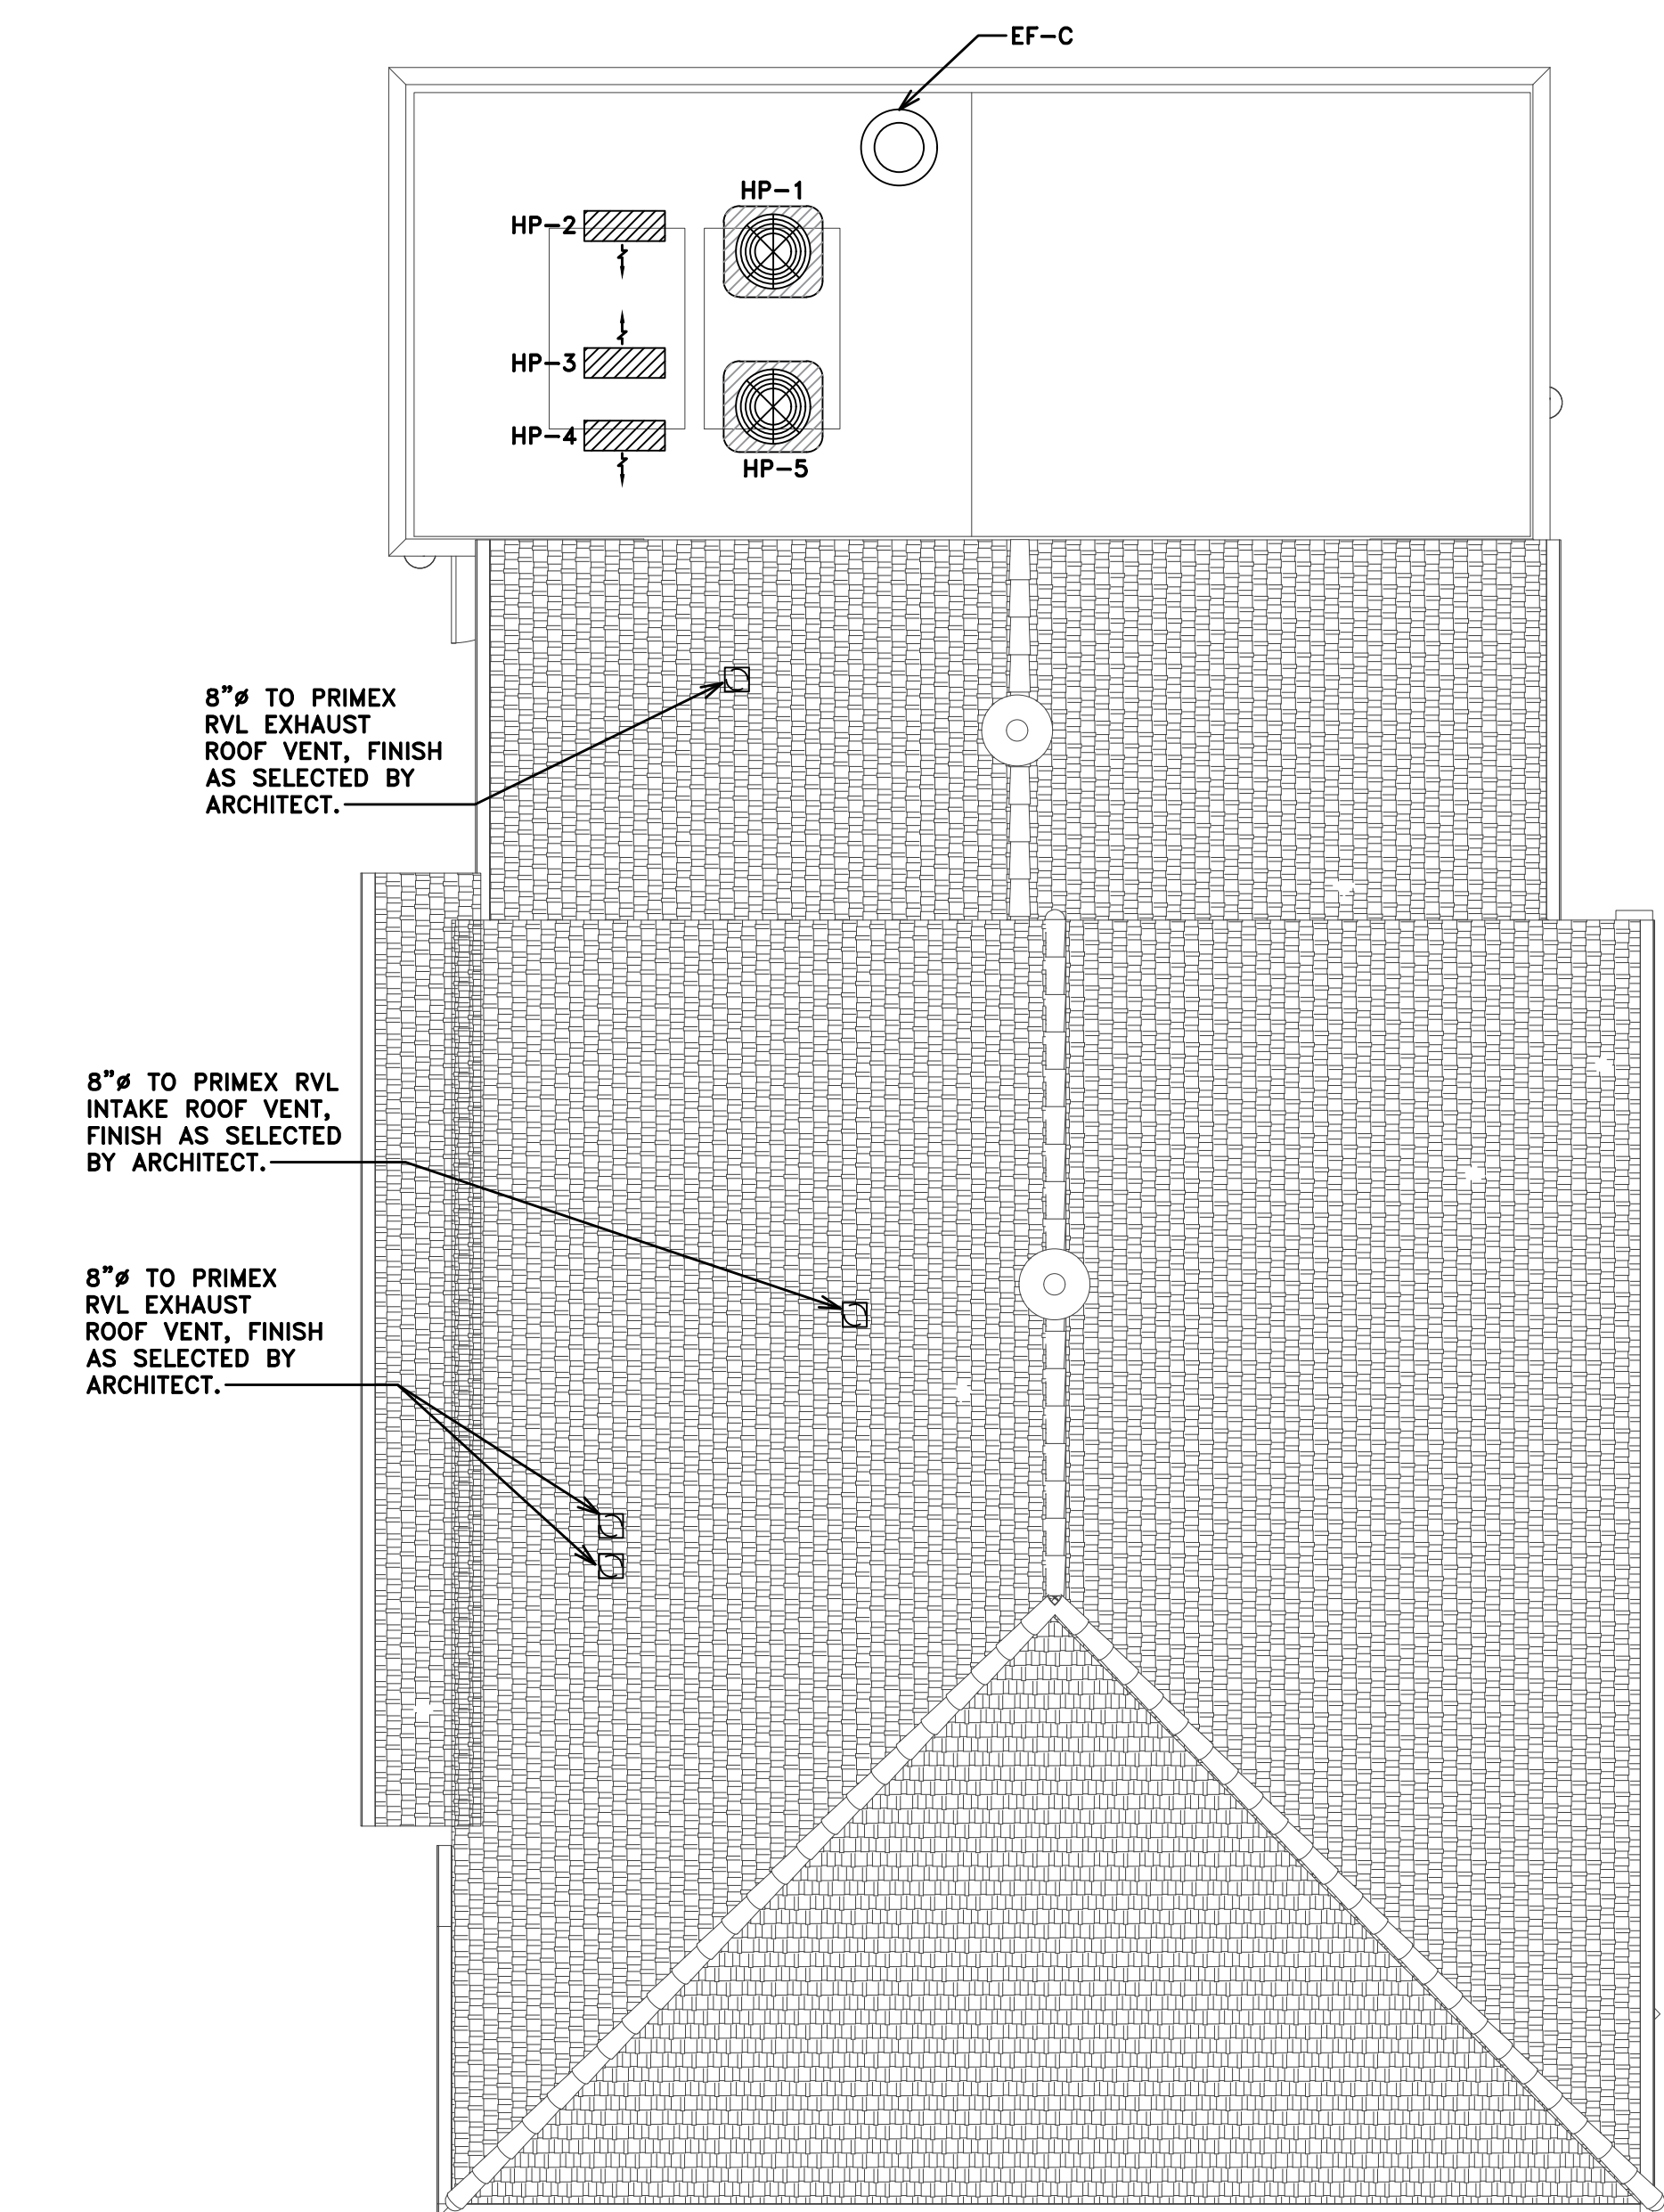 EF-C
HP-1
HP-2
HP-3
HP-4
HP-5
8"ø TO PRIMEX
RVL EXHAUST
ROOF VENT, FINISH
AS SELECTED BY
ARCHITECT.
8"ø TO PRIMEX RVL
INTAKE ROOF VENT,
FINISH AS SELECTED
BY ARCHITECT.
8"ø TO PRIMEX
RVL EXHAUST
ROOF VENT, FINISH
AS SELECTED BY
ARCHITECT.